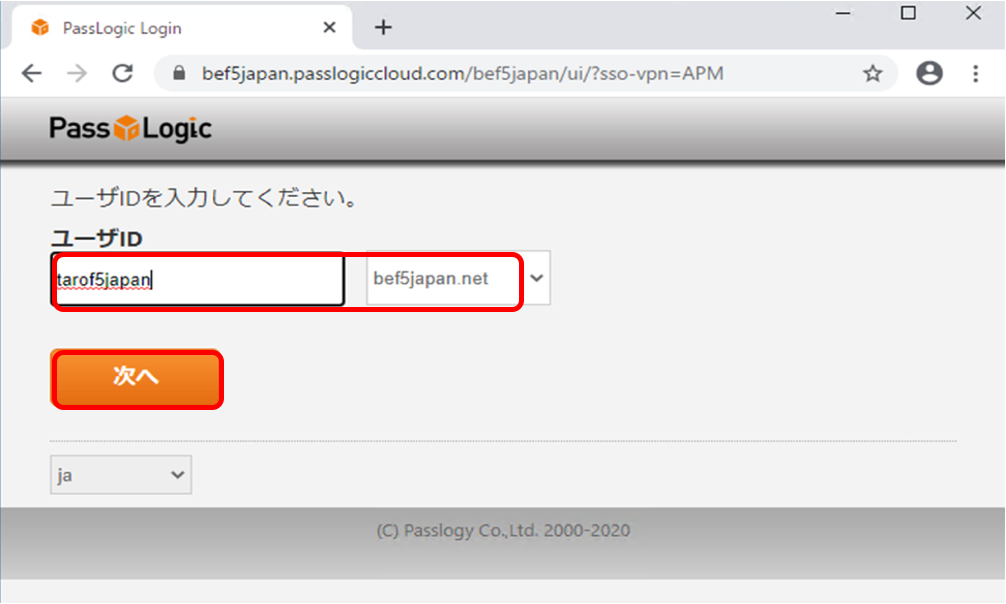 PassLogic Login
bef5japan.passlogiccloud.com/bef5japan/ui/?sso-vpn=APM
PassLogic
ユーザIDを入力してください。
ユーザID
tarof5japan bef5japan.net
次へ
ja
(C) Passlogy Co.,Ltd. 2000-2020